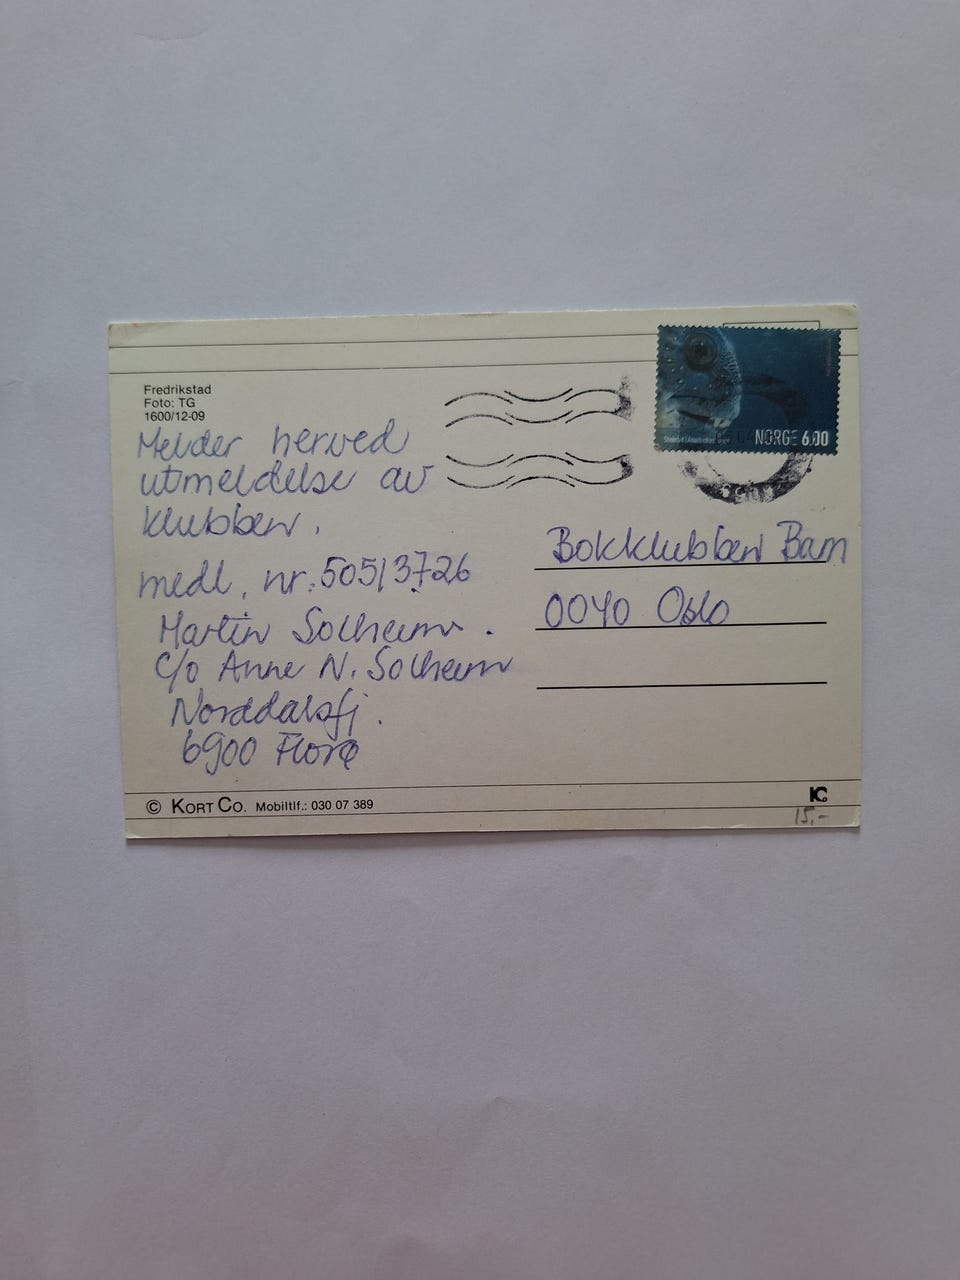 Fredrikstad
Foto: TG
1600/12-09
Melder herved
utmeldelse av
klubben.
medl. nr. 50513726
Martin Solheim.
c/o Anne N. Solheim
Norddalsfj.
6900 Florø
NORGE 6.00
Bokklubben Barn
0040 Oslo
© KORT CO. Mobiltlf.: 030 07 389
KC
15,-